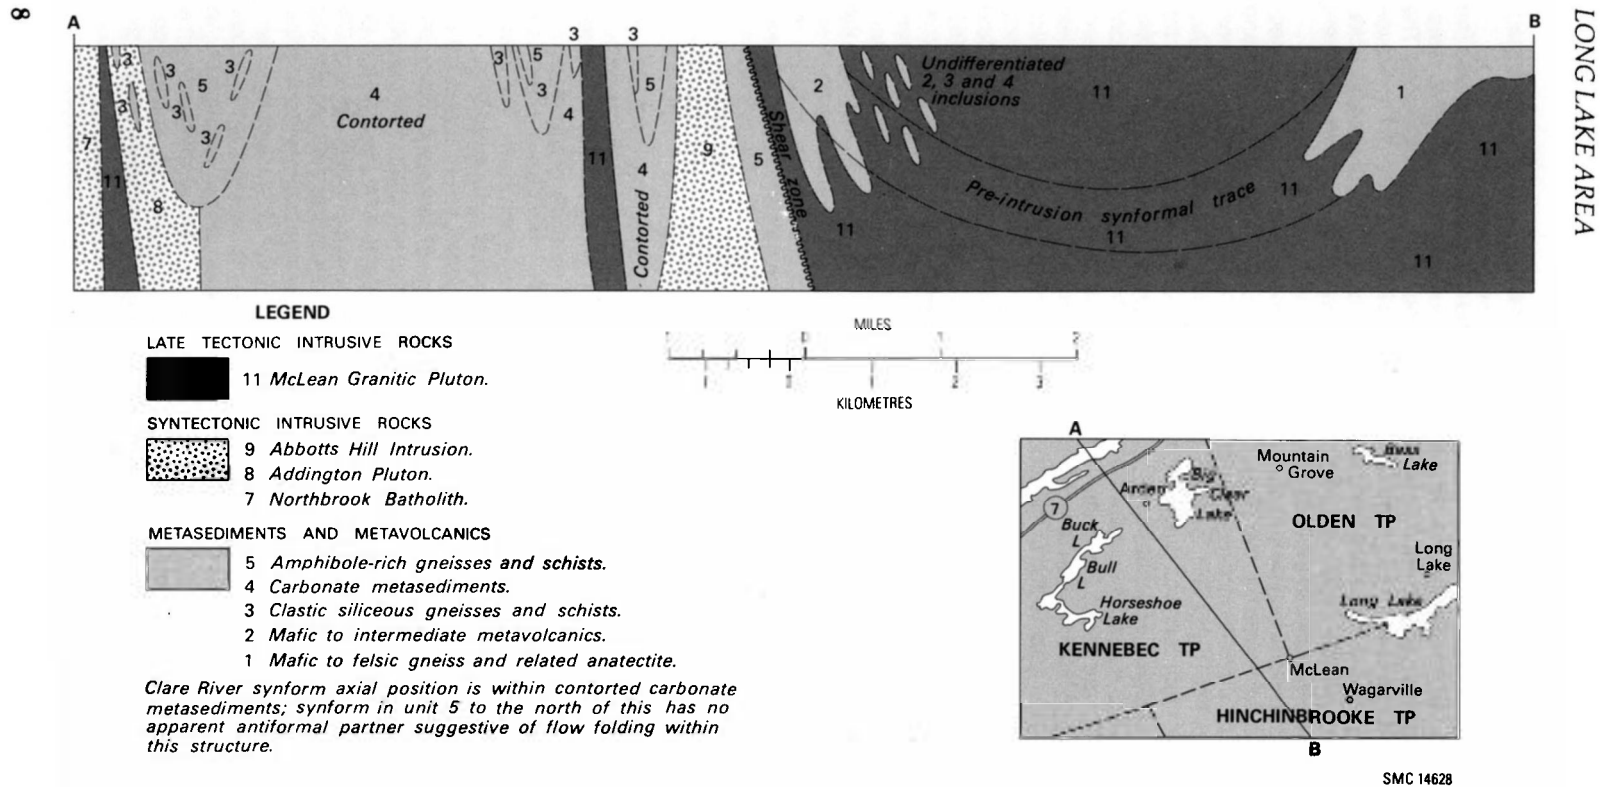 8
LONG LAKE AREA
A
B
3
3
3
3
3
5
3
3
3
7
11
8
4
Contorted
3
3
5
3
4
11
3
5
4
Contorted
9
5
Shear zone
2
Undifferentiated
2, 3 and 4
inclusions
11
1
11
Pre-intrusion synformal trace
11
11
11
11
LEGEND
LATE TECTONIC INTRUSIVE ROCKS
11 McLean Granitic Pluton.
SYNTECTONIC INTRUSIVE ROCKS
9 Abbotts Hill Intrusion.
8 Addington Pluton.
7 Northbrook Batholith.
METASEDIMENTS AND METAVOLCANICS
5 Amphibole-rich gneisses and schists.
4 Carbonate metasediments.
3 Clastic siliceous gneisses and schists.
2 Mafic to intermediate metavolcanics.
1 Mafic to felsic gneiss and related anatectite.
Clare River synform axial position is within contorted carbonate
metasediments; synform in unit 5 to the north of this has no
apparent antiformal partner suggestive of flow folding within
this structure.
MILES
1 0 1 2
KILOMETRES
A
Mountain
Grove
Lake
Arden
Big
Clear
Lake
7
Buck
L
OLDEN TP
Bull
L
Long
Lake
Horseshoe
Lake
Long Lake
KENNEBEC TP
McLean
Wagarville
HINCHINBROOKE TP
B
SMC 14628